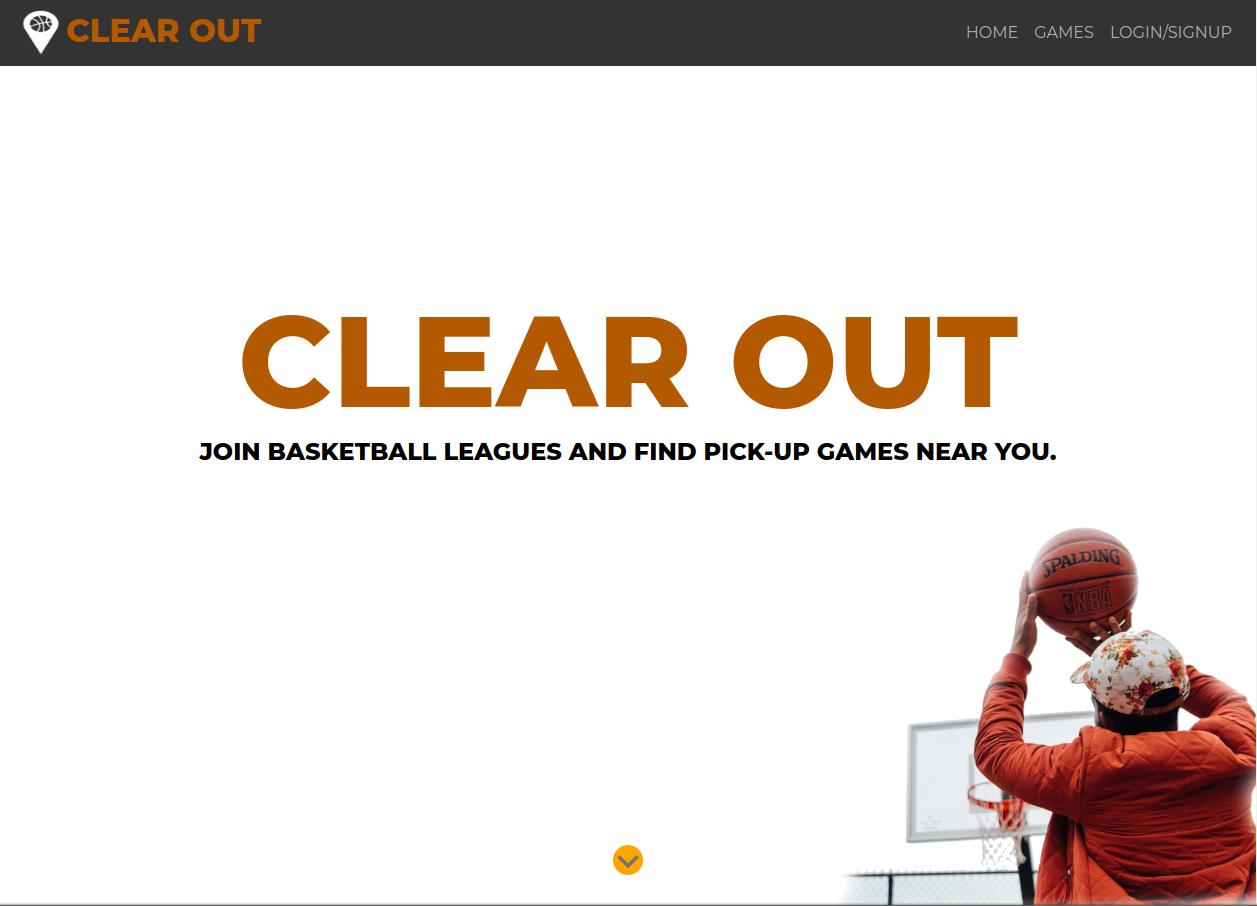 CLEAR OUT
HOME GAMES LOGIN/SIGNUP
CLEAR OUT
JOIN BASKETBALL LEAGUES AND FIND PICK-UP GAMES NEAR YOU.
SPALDING
NBA